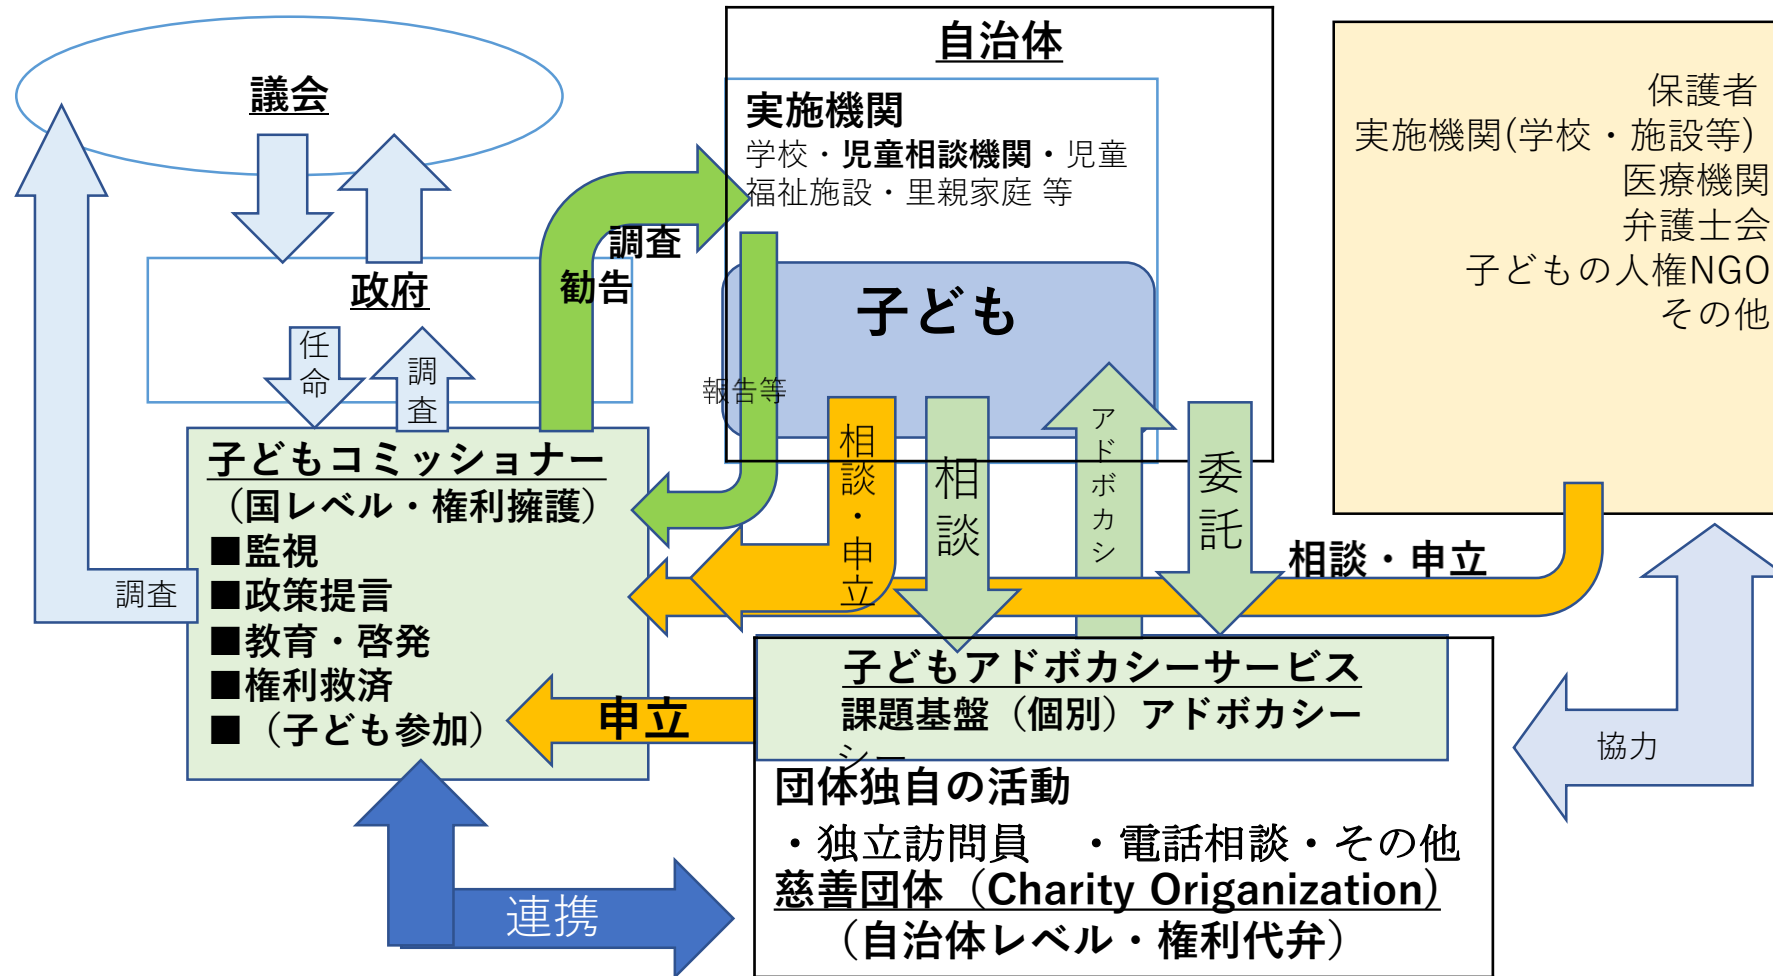 議会
政府
任命
調査
調査
調査
勧告
自治体
実施機関
学校・児童相談機関・児童
福祉施設・里親家庭 等
子ども
報告等
相談・申立
相談
アドボカシ
委託
保護者
実施機関(学校・施設等)
医療機関
弁護士会
子どもの人権NGO
その他
相談・申立
子どもコミッショナー
（国レベル・権利擁護）
■監視
■政策提言
■教育・啓発
■権利救済
■（子ども参加）
申立
子どもアドボカシーサービス
課題基盤（個別）アドボカシー
シー
団体独自の活動
・独立訪問員　・電話相談・その他
慈善団体（Charity Origanization）
（自治体レベル・権利代弁）
協力
連携